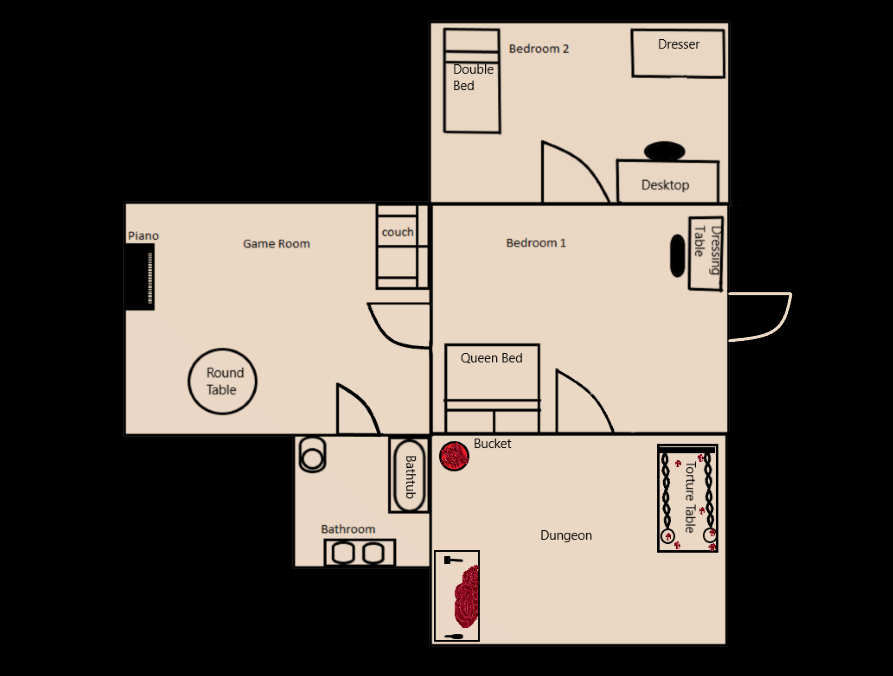 Bedroom 2
Dresser
Double
Bed
Desktop
Piano
Game Room
couch
Bedroom 1
Dressing
Table
Round
Table
Queen Bed
Bucket
Bathtub
Torture Table
Bathroom
Dungeon